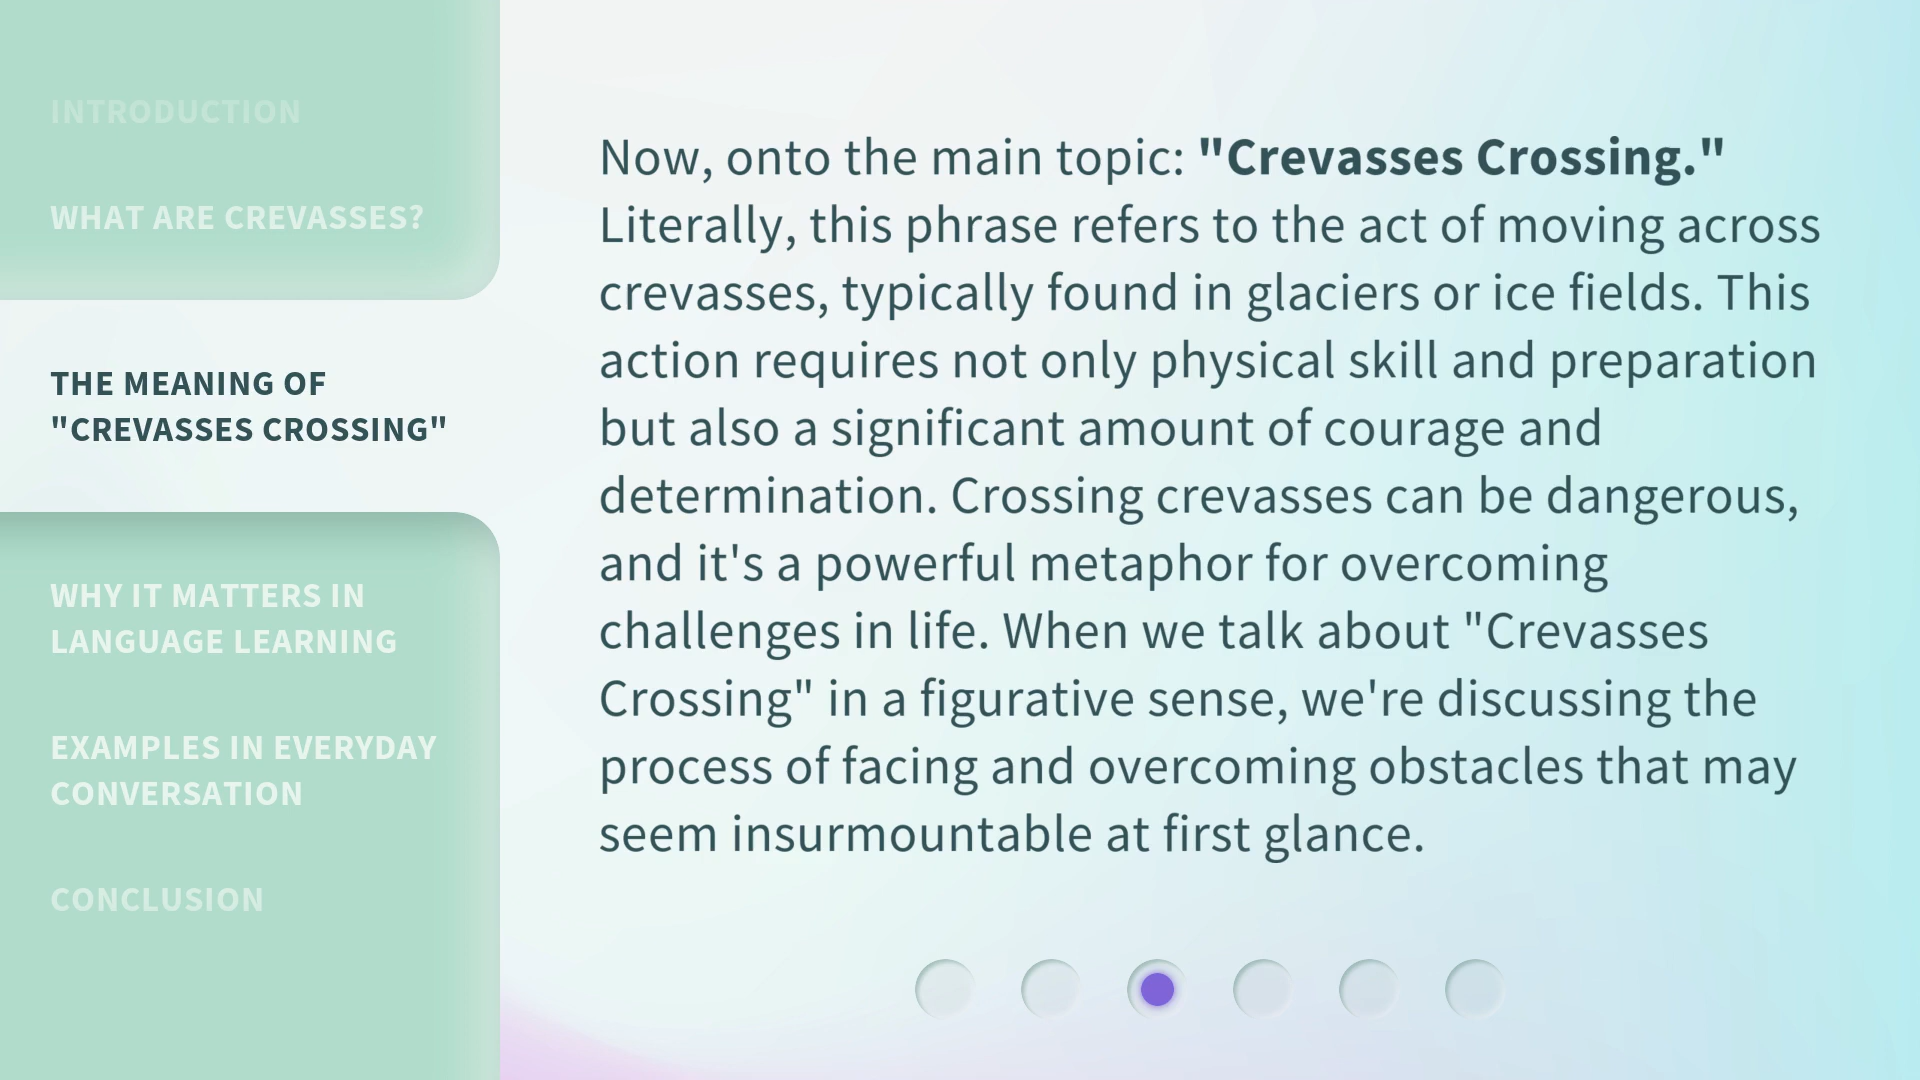 INTRODUCTION
WHAT ARE CREVASSES?
THE MEANING OF
"CREVASSES CROSSING"
WHY IT MATTERS IN
LANGUAGE LEARNING
EXAMPLES IN EVERYDAY
CONVERSATION
CONCLUSION
Now, onto the main topic: "Crevasses Crossing."
Literally, this phrase refers to the act of moving across
crevasses, typically found in glaciers or ice fields. This
action requires not only physical skill and preparation
but also a significant amount of courage and
determination. Crossing crevasses can be dangerous,
and it's a powerful metaphor for overcoming
challenges in life. When we talk about "Crevasses
Crossing" in a figurative sense, we're discussing the
process of facing and overcoming obstacles that may
seem insurmountable at first glance.